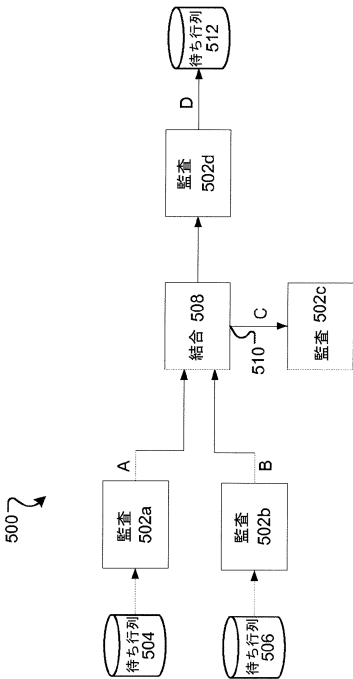 500
待ち行列
504
監査
502a
A
待ち行列
506
監査
502b
B
結合 508
510
C
監査 502c
監査
502d
D
待ち行列
512